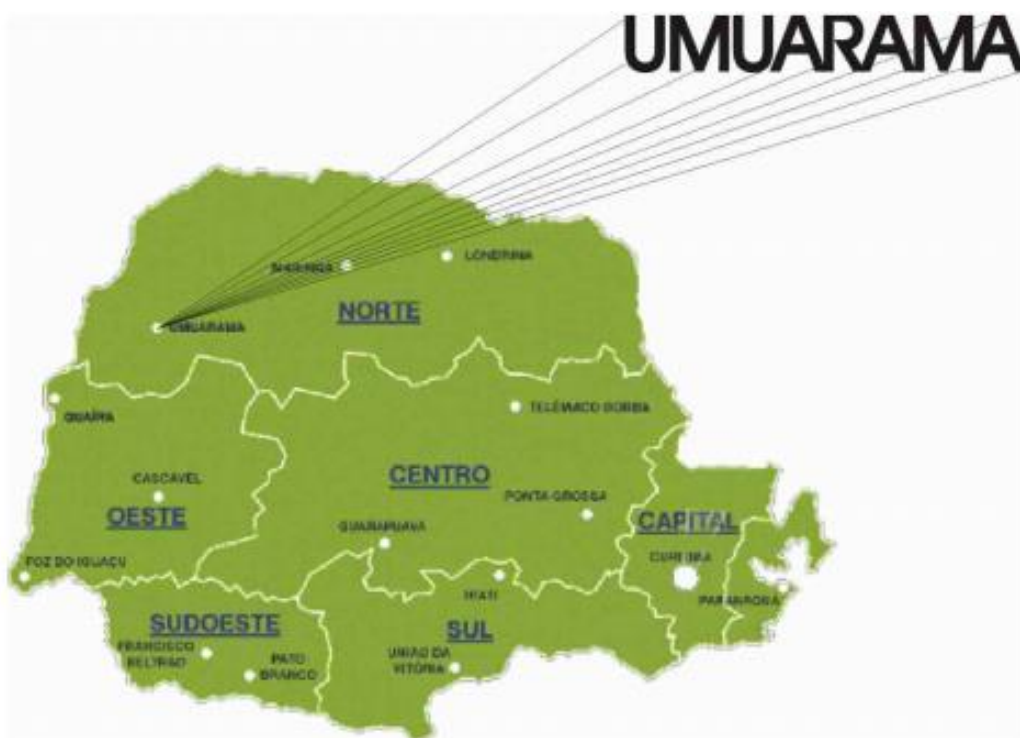 UMUARAMA
LONDRINA
MARINGÁ
NORTE
UMUARAMA
GUAÍRA
TELÊMACO BORBA
CASCAVEL
CENTRO
PONTA GROSSA
OESTE
CAPITAL
GUARAPUAVA
CURITIBA
FOZ DO IGUAÇU
IRATI
SUDOESTE
SUL
FRANCISCO
BELTRÃO
PATO
BRANCO
UNIÃO DA
VITÓRIA